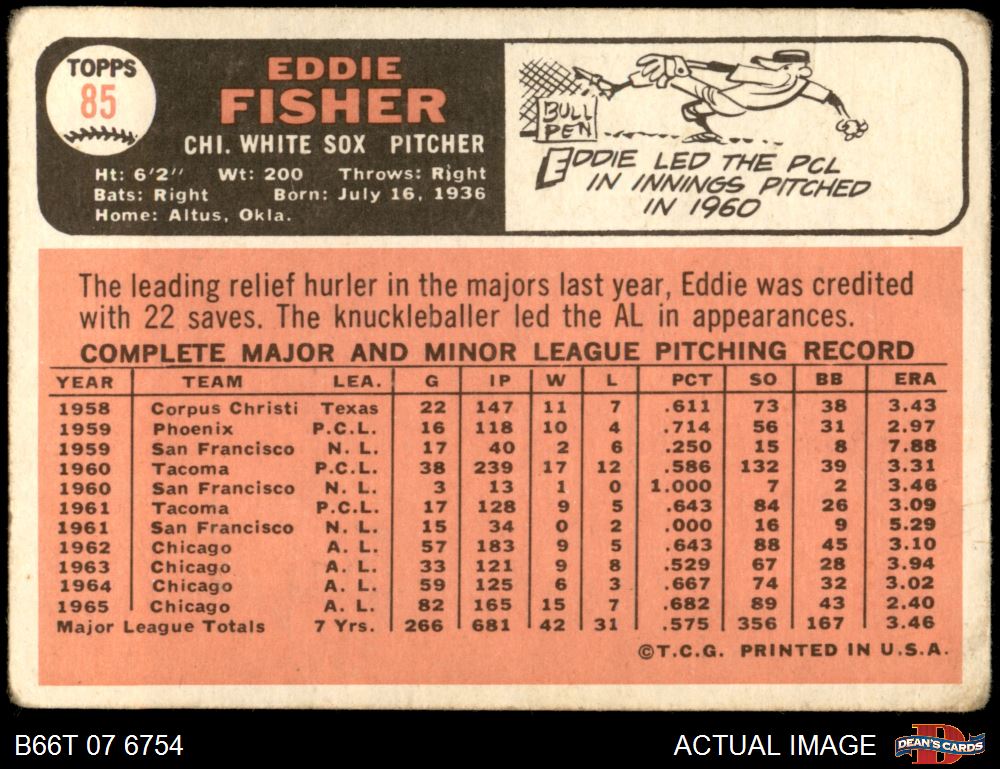 TOPPS
85
EDDIE
FISHER
CHI. WHITE SOX PITCHER
Ht: 6'2" Wt: 200 Throws: Right
Bats: Right Born: July 16, 1936
Home: Altus, Okla.
BULL
PEN
EDDIE LED THE PCL
IN INNINGS PITCHED
IN 1960
The leading relief hurler in the majors last year, Eddie was credited
with 22 saves. The knuckleballer led the AL in appearances.
COMPLETE MAJOR AND MINOR LEAGUE PITCHING RECORD
YEAR TEAM LEA. G IP W L PCT SO BB ERA
1958 Corpus Christi Texas 22 147 11 7 .611 73 38 3.43
1959 Phoenix P.C.L. 16 118 10 4 .714 56 31 2.97
1959 San Francisco N. L. 17 40 2 6 .250 15 8 7.88
1960 Tacoma P.C.L. 38 239 17 12 .586 132 39 3.31
1960 San Francisco N. L. 3 13 1 0 1.000 7 2 3.46
1961 Tacoma P.C.L. 17 128 9 5 .643 84 26 3.09
1961 San Francisco N. L. 15 34 0 2 .000 16 9 5.29
1962 Chicago A. L. 57 183 9 5 .643 88 45 3.10
1963 Chicago A. L. 33 121 9 8 .529 67 28 3.94
1964 Chicago A. L. 59 125 6 3 .667 74 32 3.02
1965 Chicago A. L. 82 165 15 7 .682 89 43 2.40
Major League Totals 7 Yrs. 266 681 42 31 .575 356 167 3.46
©T.C.G. PRINTED IN U.S.A.
B66T 07 6754
ACTUAL IMAGE
DEAN'S CARDS